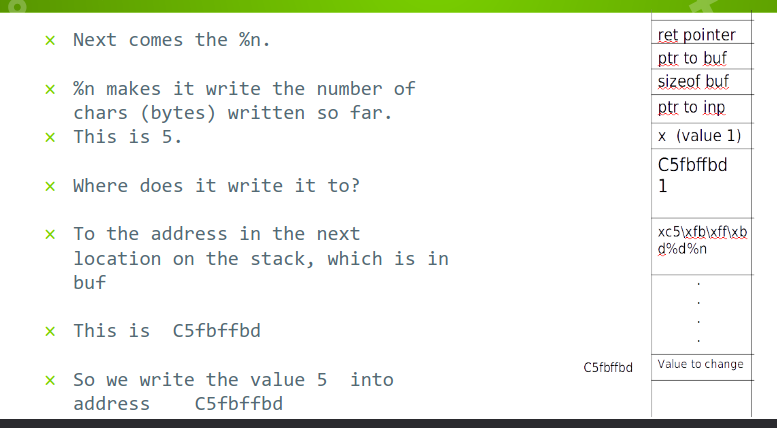 × Next comes the %n.
× %n makes it write the number of
chars (bytes) written so far.
× This is 5.
× Where does it write it to?
× To the address in the next
location on the stack, which is in
buf
× This is C5fbffbd
× So we write the value 5 into
address C5fbffbd
ret pointer
ptr to buf
sizeof buf
ptr to inp
x (value 1)
C5fbffbd
1
xc5\xfb\xff\xb
d%d%n
.
.
.
.
C5fbffbd
Value to change